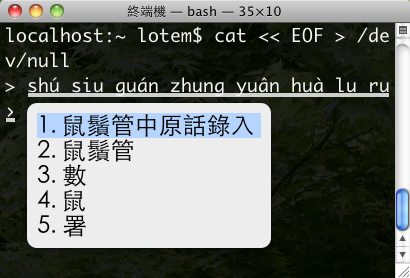 終端機 — bash — 35×10
localhost:~ lotem$ cat << EOF > /de
v/null
> shú siu guán zhung yuân huà lu ru
>
1. 鼠鬚管中原話錄入
2. 鼠鬚管
3. 數
4. 鼠
5. 署